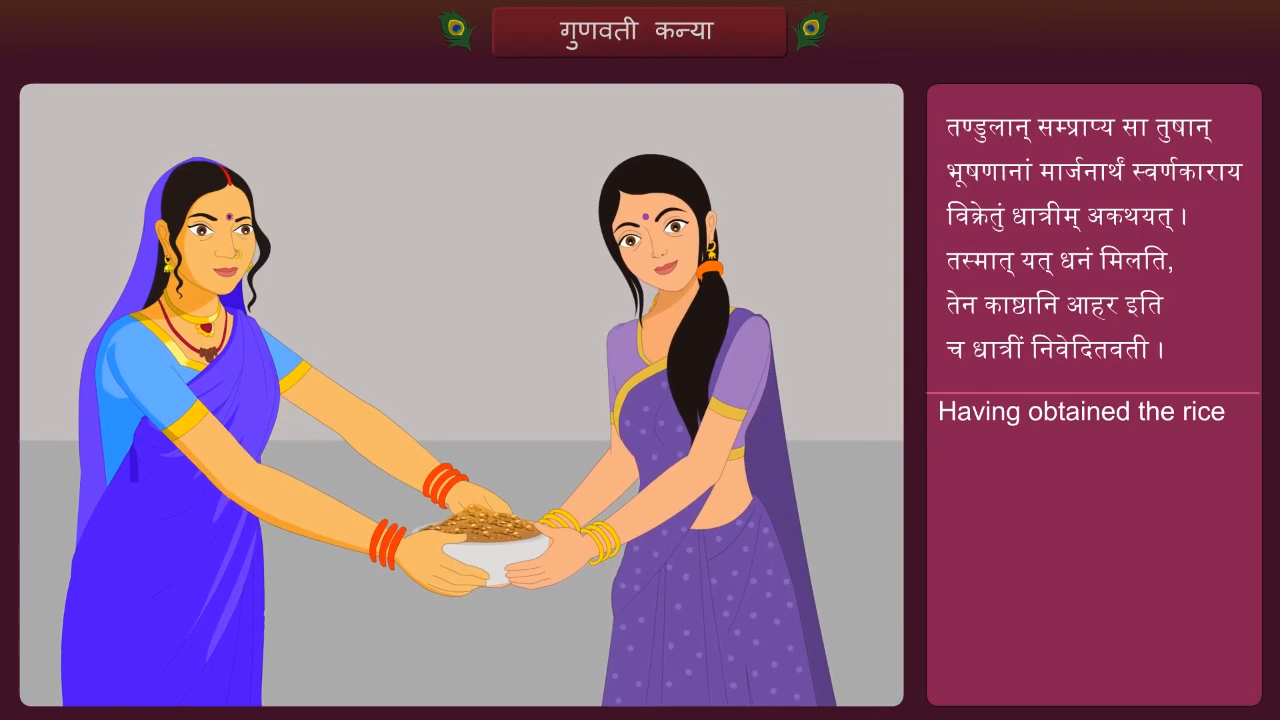 गुणवती कन्या
तण्डुलान् सम्प्राप्य सा तुषान्
भूषणानां मार्जनार्थं स्वर्णकाराय
विक्रेतुं धात्रीम् अकथयत् ।
तस्मात् यत् धनं मिलति,
तेन काष्ठानि आहर इति
च धात्रीं निवेदितवती ।
Having obtained the rice